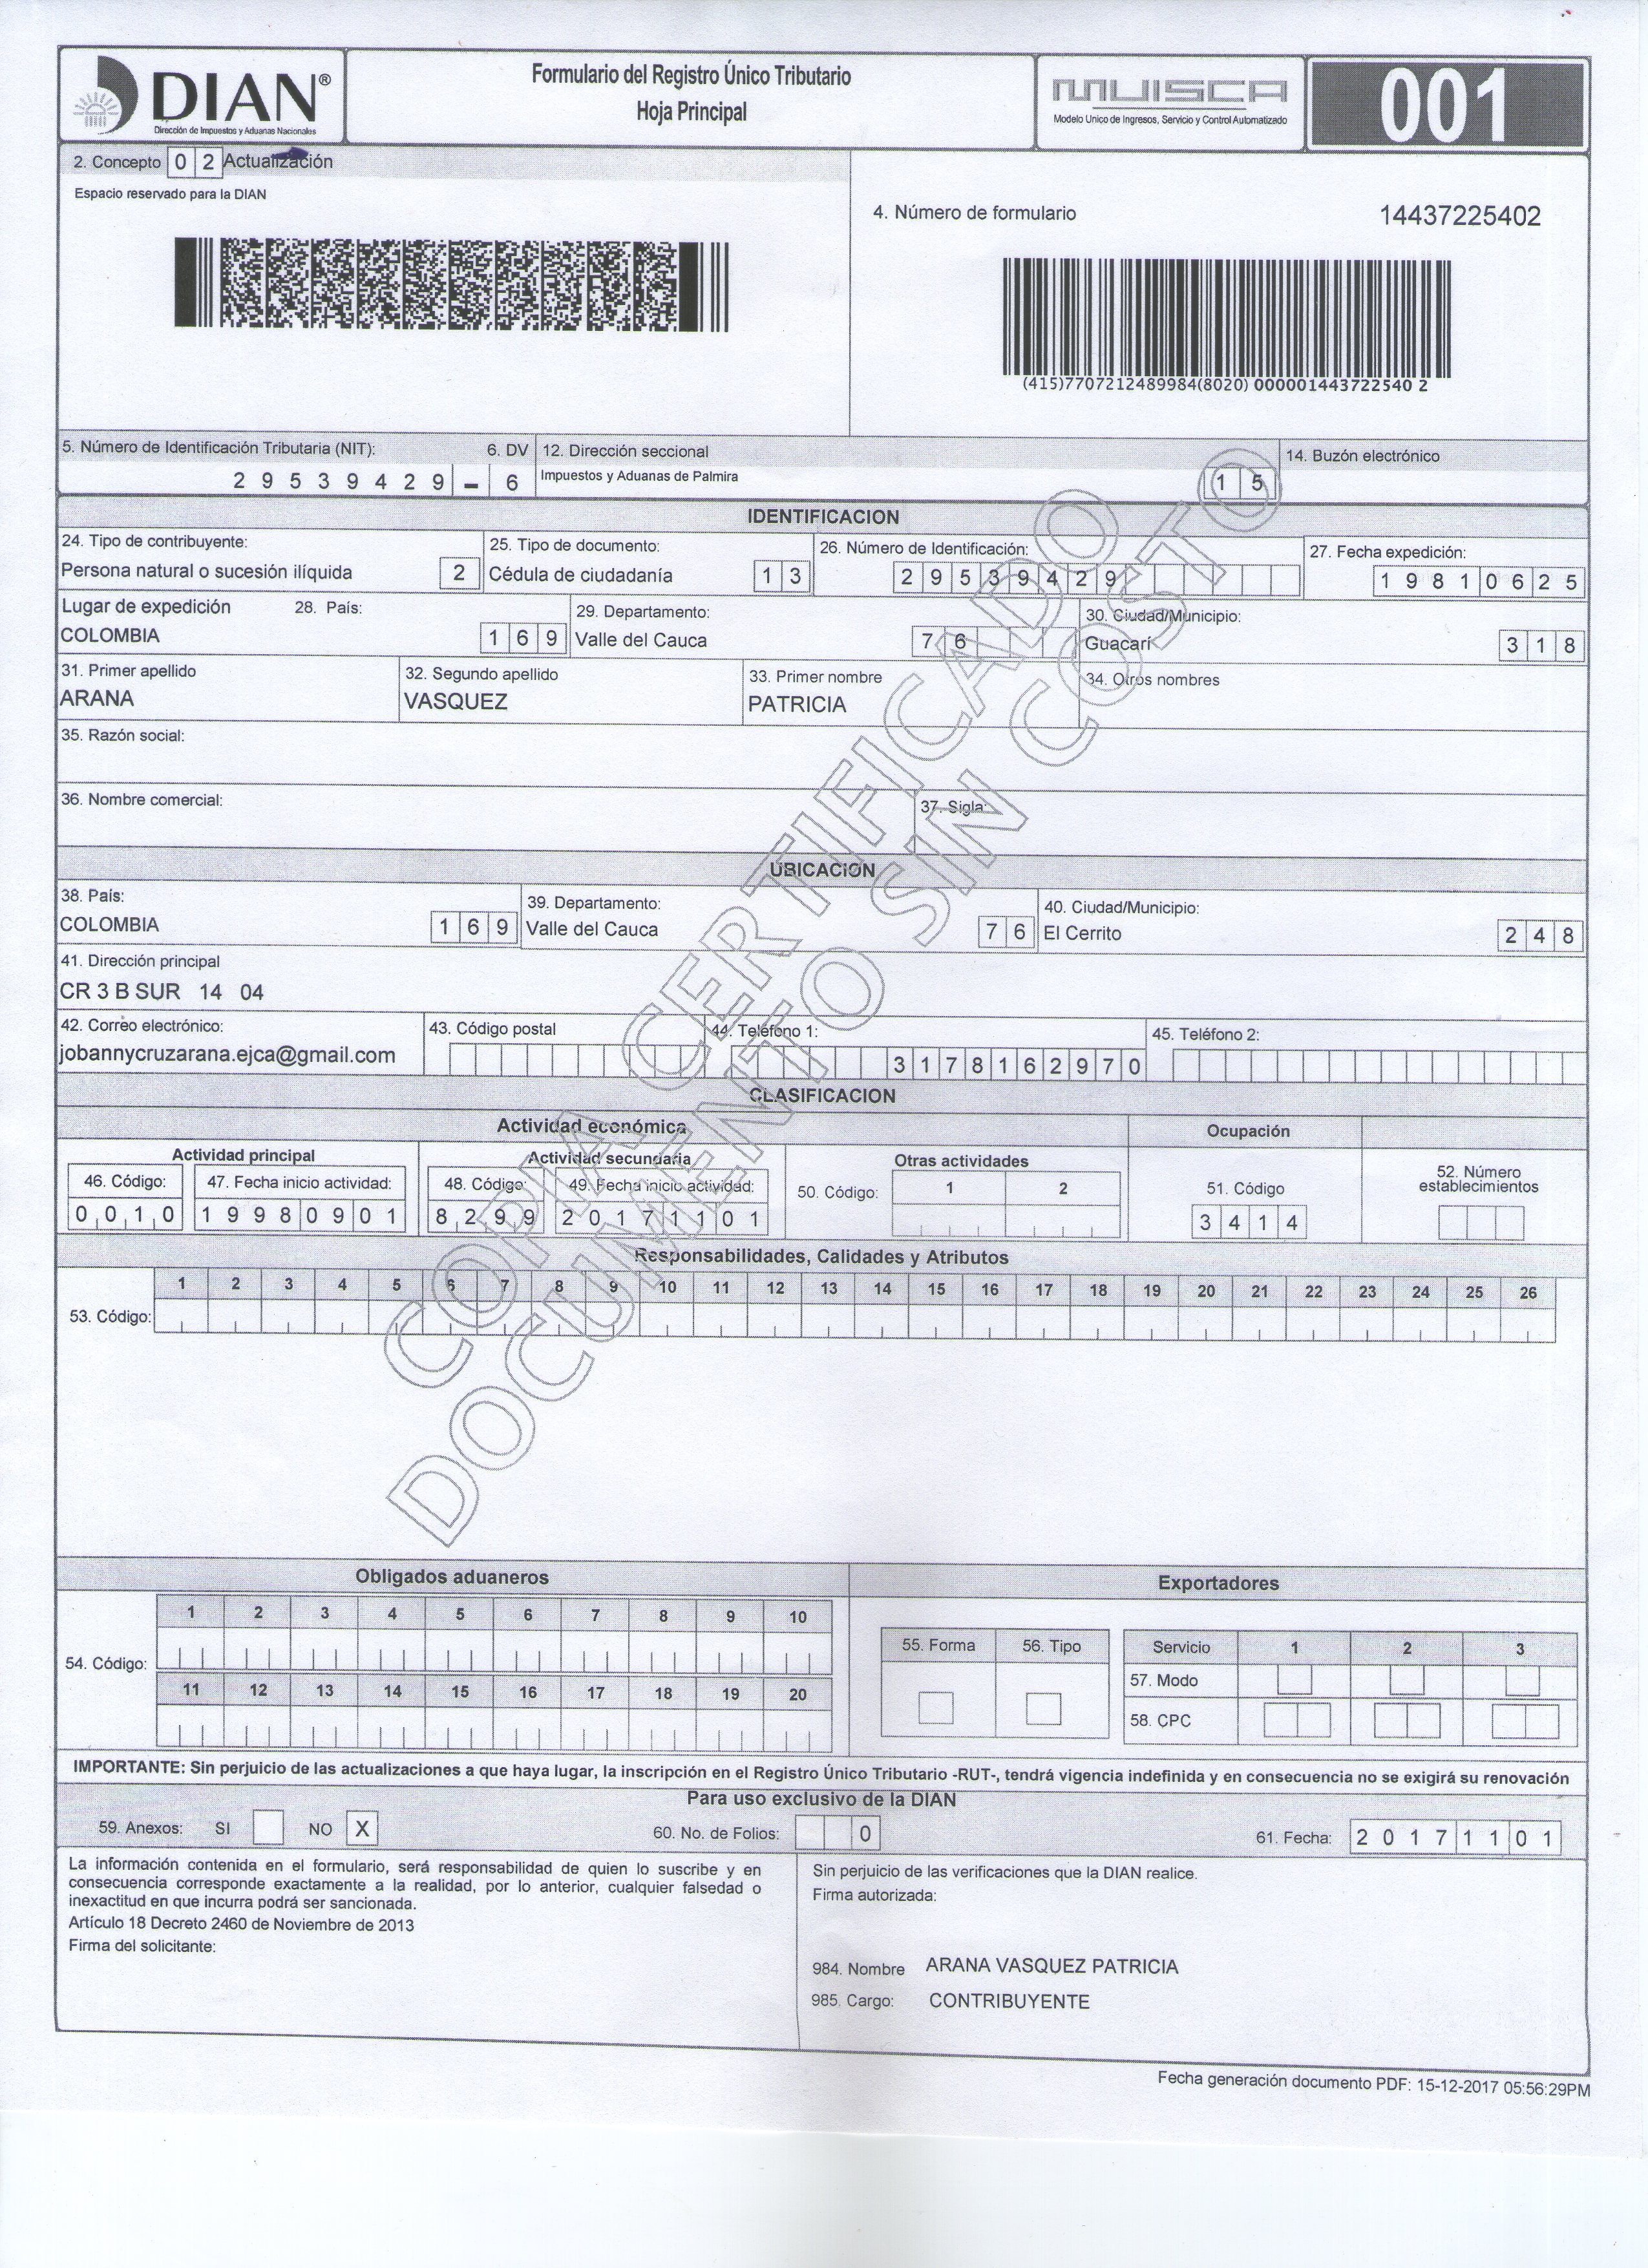 DIAN®
Dirección de Impuestos y Aduanas Nacionales
Formulario del Registro Único Tributario
Hoja Principal
MUISCA
Modelo Unico de Ingresos, Servicio y Control Automatizado
001
2. Concepto 0 2 Actualización
Espacio reservado para la DIAN
4. Número de formulario 14437225402
(415)7707212489984(8020) 000001443722540 2
5. Número de Identificación Tributaria (NIT): 6. DV 12. Dirección seccional 14. Buzón electrónico
2 9 5 3 9 4 2 9 - 6 Impuestos y Aduanas de Palmira 1 5
IDENTIFICACION
24. Tipo de contribuyente: 25. Tipo de documento: 26. Número de Identificación: 27. Fecha expedición:
Persona natural o sucesión ilíquida 2 Cédula de ciudadanía 1 3 2 9 5 3 9 4 2 9 1 9 8 1 0 6 2 5
Lugar de expedición 28. País: 29. Departamento: 30. Ciudad/Municipio:
COLOMBIA 1 6 9 Valle del Cauca 7 6 Guacarí 3 1 8
31. Primer apellido 32. Segundo apellido 33. Primer nombre 34. Otros nombres
ARANA VASQUEZ PATRICIA
35. Razón social:
36. Nombre comercial: 37. Sigla:
UBICACION
38. País: 39. Departamento: 40. Ciudad/Municipio:
COLOMBIA 1 6 9 Valle del Cauca 7 6 El Cerrito 2 4 8
41. Dirección principal
CR 3 B SUR 14 04
42. Correo electrónico: 43. Código postal 44. Teléfono 1: 45. Teléfono 2:
jobannycruzarana.ejca@gmail.com 3 1 7 8 1 6 2 9 7 0
CLASIFICACION
Actividad económica Ocupación
Actividad principal Actividad secundaria Otras actividades 52. Número
establecimientos
46. Código: 47. Fecha inicio actividad: 48. Código: 49. Fecha inicio actividad: 50. Código: 1 2 51. Código
0 0 1 0 1 9 9 8 0 9 0 1 8 2 9 9 2 0 1 7 1 1 0 1 3 4 1 4
Responsabilidades, Calidades y Atributos
1 2 3 4 5 6 7 8 9 10 11 12 13 14 15 16 17 18 19 20 21 22 23 24 25 26
53. Código:
COPIA CERTIFICADO
DOCUMENTO SIN COSTO
Obligados aduaneros Exportadores
1 2 3 4 5 6 7 8 9 10
54. Código:
11 12 13 14 15 16 17 18 19 20
55. Forma 56. Tipo Servicio 1 2 3
57. Modo
58. CPC
IMPORTANTE: Sin perjuicio de las actualizaciones a que haya lugar, la inscripción en el Registro Único Tributario -RUT-, tendrá vigencia indefinida y en consecuencia no se exigirá su renovación
Para uso exclusivo de la DIAN
59. Anexos: SI NO X 60. No. de Folios: 0 61. Fecha: 2 0 1 7 1 1 0 1
La información contenida en el formulario, será responsabilidad de quien lo suscribe y en
consecuencia corresponde exactamente a la realidad, por lo anterior, cualquier falsedad o
inexactitud en que incurra podrá ser sancionada.
Artículo 18 Decreto 2460 de Noviembre de 2013
Firma del solicitante:
Sin perjuicio de las verificaciones que la DIAN realice.
Firma autorizada:
984. Nombre ARANA VASQUEZ PATRICIA
985. Cargo: CONTRIBUYENTE
Fecha generación documento PDF: 15-12-2017 05:56:29PM